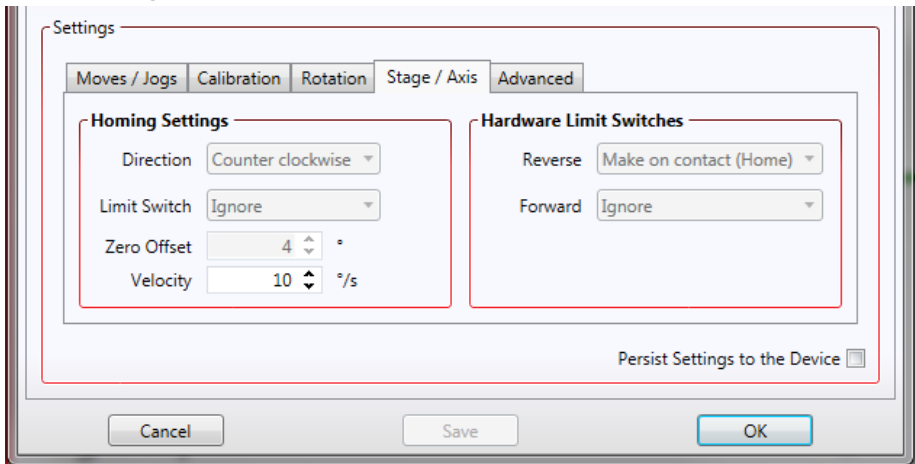 Settings
Moves / Jogs Calibration Rotation Stage / Axis Advanced
Homing Settings
Direction Counter clockwise
Limit Switch Ignore
Zero Offset 4 °
Velocity 10 °/s
Hardware Limit Switches
Reverse Make on contact (Home)
Forward Ignore
Persist Settings to the Device
Cancel Save OK